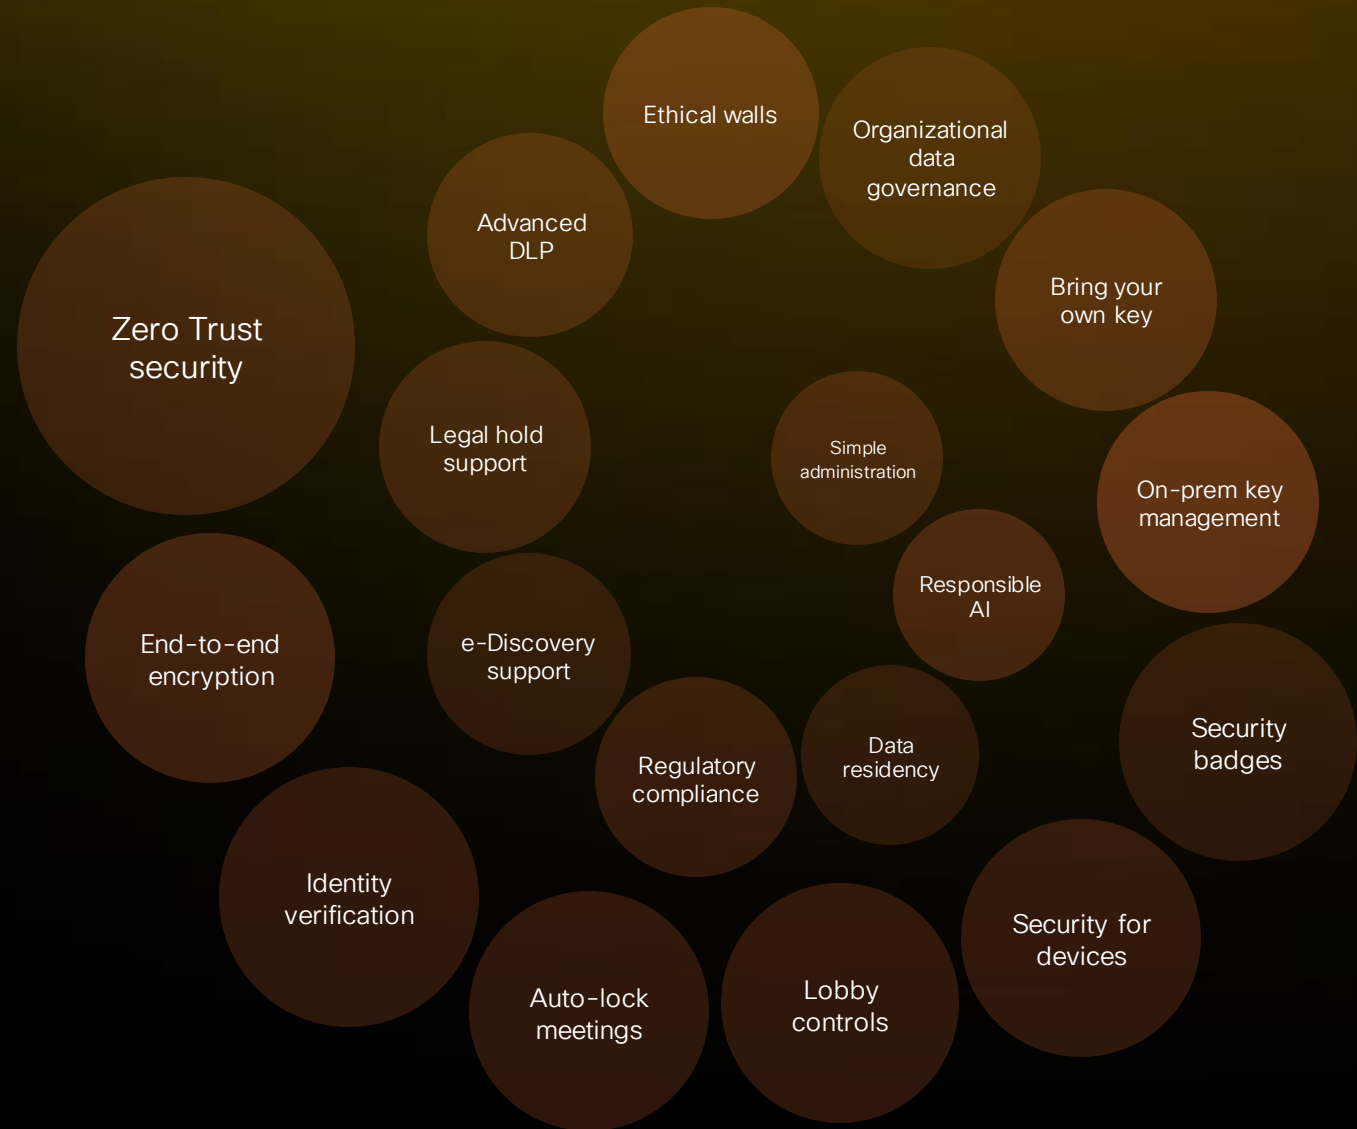 Ethical walls
Organizational
data
governance
Advanced
DLP
Bring your
own key
Zero Trust
security
Legal hold
support
Simple
administration
On-prem key
management
Responsible
AI
End-to-end
encryption
e-Discovery
support
Security
badges
Regulatory
compliance
Data
residency
Identity
verification
Security for
devices
Auto-lock
meetings
Lobby
controls